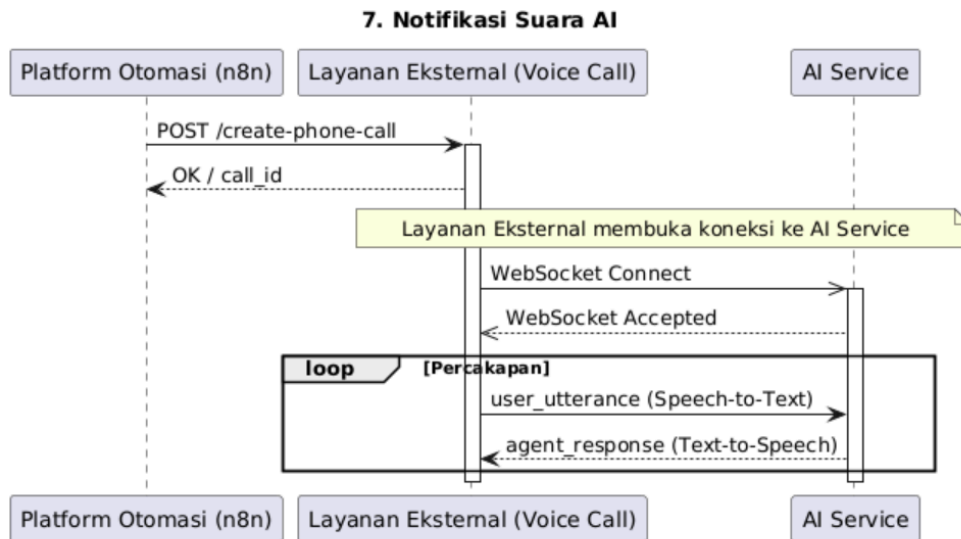 7. Notifikasi Suara AI
Platform Otomasi (n8n)
Layanan Eksternal (Voice Call)
AI Service
POST /create-phone-call
OK / call_id
Layanan Eksternal membuka koneksi ke AI Service
WebSocket Connect
WebSocket Accepted
loop
[Percakapan]
user_utterance (Speech-to-Text)
agent_response (Text-to-Speech)
Platform Otomasi (n8n)
Layanan Eksternal (Voice Call)
AI Service